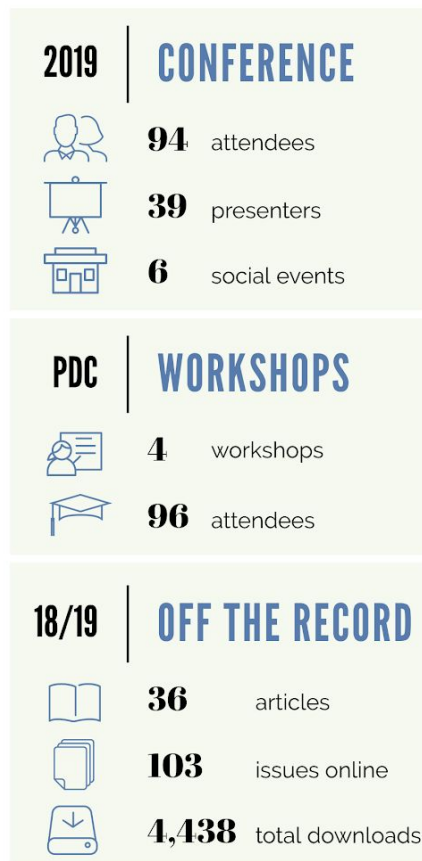 2019 CONFERENCE
94 attendees
39 presenters
6 social events
PDC WORKSHOPS
4 workshops
96 attendees
18/19 OFF THE RECORD
36 articles
103 issues online
4,438 total downloads